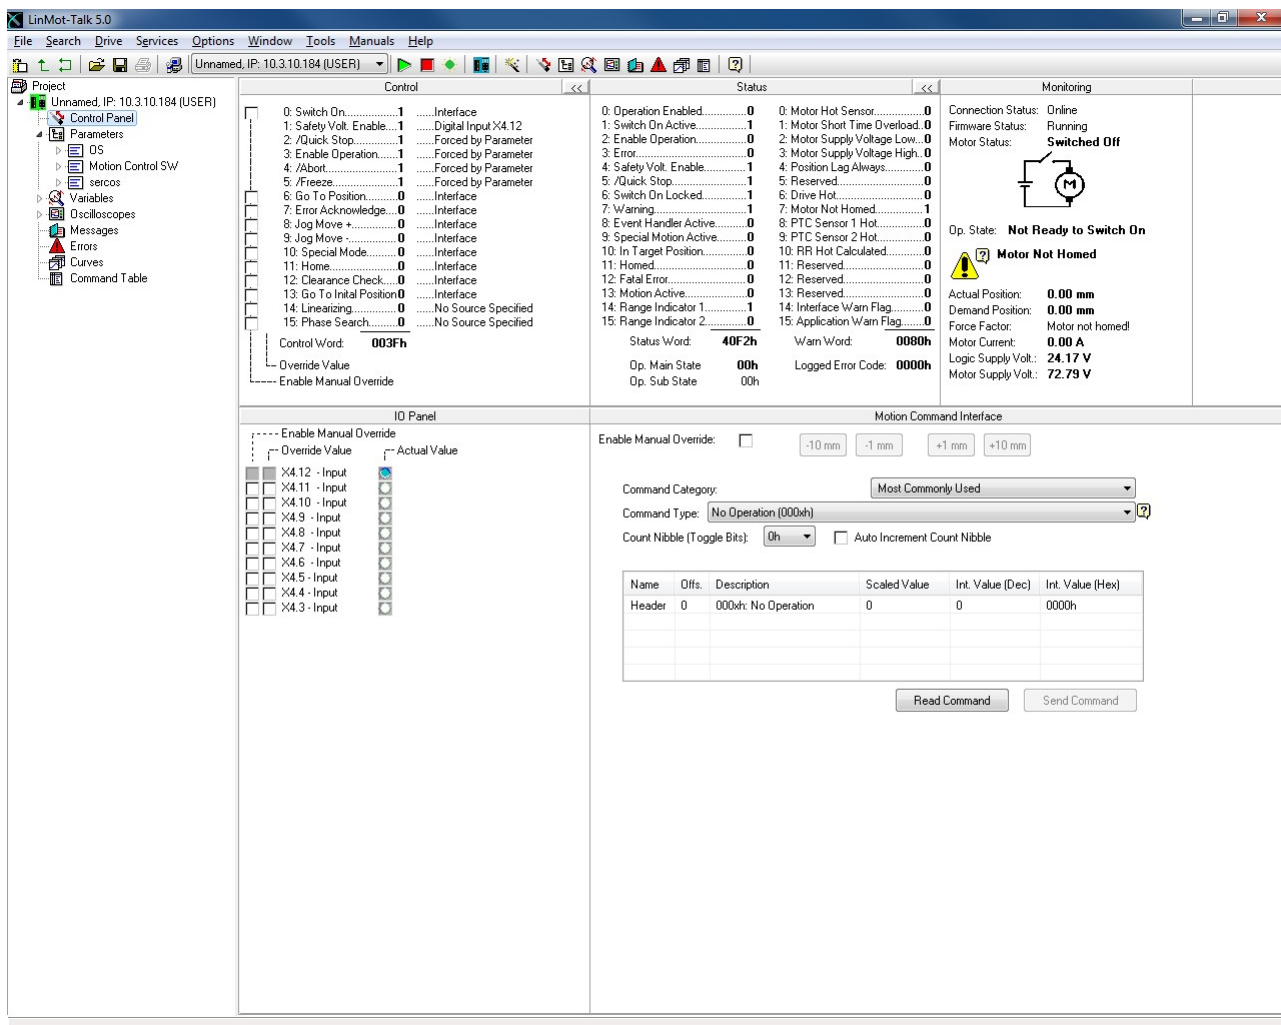 LinMot-Talk 5.0
File Search Drive Services Options Window Tools Manuals Help
Unnamed, IP: 10.3.10.184 (USER)
Project
Unnamed, IP: 10.3.10.184 (USER)
Control Panel
Parameters
OS
Motion Control SW
sercos
Variables
Oscilloscopes
Messages
Errors
Curves
Command Table
Control <<
0: Switch On.............1 ......Interface
1: Safety Volt. Enable....1 ......Digital Input X4.12
2: /Quick Stop...........1 ......Forced by Parameter
3: Enable Operation.......1 ......Forced by Parameter
4: /Abort................1 ......Forced by Parameter
5: /Freeze...............1 ......Forced by Parameter
6: Go To Position.........0 ......Interface
7: Error Acknowledge....0 ......Interface
8: Jog Move +............0 ......Interface
9: Jog Move -............0 ......Interface
10: Special Mode.........0 ......Interface
11: Home................0 ......Interface
12: Clearance Check.....0 ......Interface
13: Go To Inital Position0 ......Interface
14: Linearizing...........0 ......No Source Specified
15: Phase Search.........0 ......No Source Specified
Control Word: 003Fh
Override Value
Enable Manual Override
Status <<
0: Operation Enabled............0
1: Switch On Active.............1
2: Enable Operation.............0
3: Error........................0
4: Safety Volt. Enable..........1
5: /Quick Stop..................1
6: Switch On Locked.............1
7: Warning......................1
8: Event Handler Active.........0
9: Special Motion Active........0
10: In Target Position..........0
11: Homed.......................0
12: Fatal Error.................0
13: Motion Active...............0
14: Range Indicator 1...........1
15: Range Indicator 2...........0
Status Word: 40F2h
Op. Main State 00h
Op. Sub State 00h
0: Motor Hot Sensor.............0
1: Motor Short Time Overload..0
2: Motor Supply Voltage Low...0
3: Motor Supply Voltage High..0
4: Position Lag Always..........0
5: Reserved.....................0
6: Drive Hot....................0
7: Motor Not Homed..............1
8: PTC Sensor 1 Hot.............0
9: PTC Sensor 2 Hot.............0
10: RR Hot Calculated...........0
11: Reserved....................0
12: Reserved....................0
13: Reserved....................0
14: Interface Warn Flag.........0
15: Application Warn Flag.......0
Warn Word: 0080h
Logged Error Code: 0000h
Monitoring
Connection Status: Online
Firmware Status: Running
Motor Status: Switched Off
M
Op. State: Not Ready to Switch On
Motor Not Homed
Actual Position: 0.00 mm
Demand Position: 0.00 mm
Force Factor: Motor not homed!
Motor Current: 0.00 A
Logic Supply Volt.: 24.17 V
Motor Supply Volt.: 72.79 V
IO Panel
Enable Manual Override
Override Value Actual Value
X4.12 - Input
X4.11 - Input
X4.10 - Input
X4.9 - Input
X4.8 - Input
X4.7 - Input
X4.6 - Input
X4.5 - Input
X4.4 - Input
X4.3 - Input
Motion Command Interface
Enable Manual Override: -10 mm -1 mm +1 mm +10 mm
Command Category: Most Commonly Used
Command Type: No Operation (000xh)
Count Nibble (Toggle Bits): 0h Auto Increment Count Nibble
Name Offs. Description Scaled Value Int. Value (Dec) Int. Value (Hex)
Header 0 000xh: No Operation 0 0 0000h
Read Command Send Command